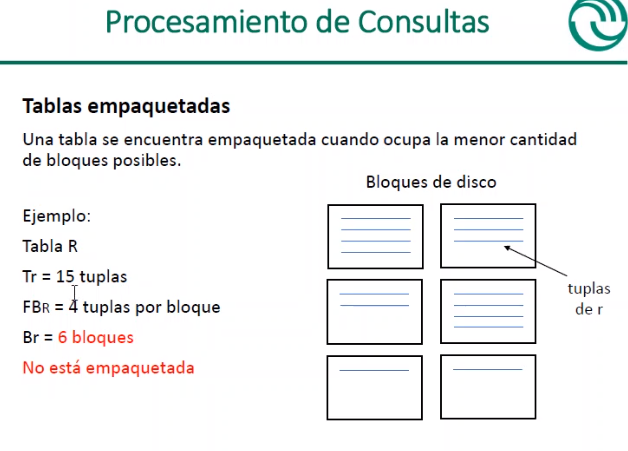 Procesamiento de Consultas
Tablas empaquetadas
Una tabla se encuentra empaquetada cuando ocupa la menor cantidad
de bloques posibles.
Bloques de disco
Ejemplo:
Tabla R
Tr = 15 tuplas
FBR = 4 tuplas por bloque
Br = 6 bloques
No está empaquetada
tuplas
de r